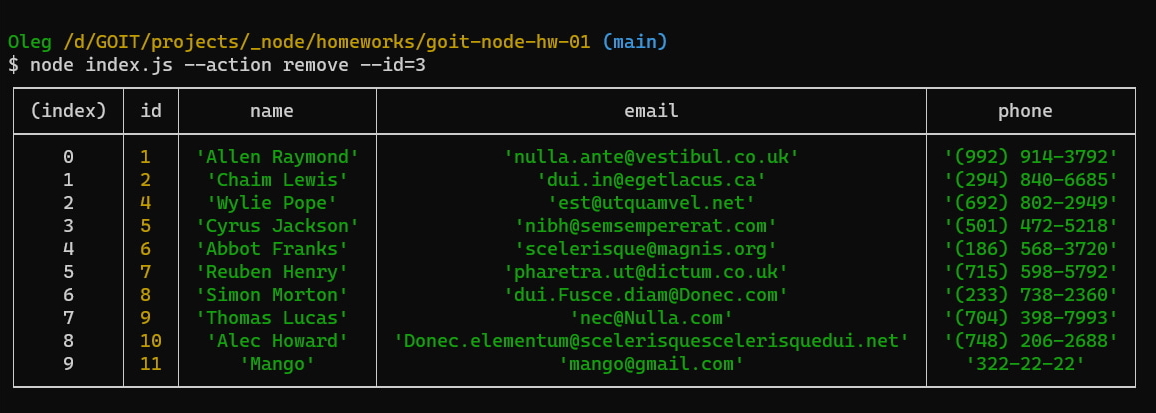 Oleg /d/GOIT/projects/_node/homeworks/goit-node-hw-01 (main)
$ node index.js --action remove --id=3
(index) id name email phone
0 1 'Allen Raymond' 'nulla.ante@vestibul.co.uk' '(992) 914-3792'
1 2 'Chaim Lewis' 'dui.in@egetlacus.ca' '(294) 840-6685'
2 4 'Wylie Pope' 'est@utquamvel.net' '(692) 802-2949'
3 5 'Cyrus Jackson' 'nibh@semsempererat.com' '(501) 472-5218'
4 6 'Abbot Franks' 'scelerisque@magnis.org' '(186) 568-3720'
5 7 'Reuben Henry' 'pharetra.ut@dictum.co.uk' '(715) 598-5792'
6 8 'Simon Morton' 'dui.Fusce.diam@Donec.com' '(233) 738-2360'
7 9 'Thomas Lucas' 'nec@Nulla.com' '(704) 398-7993'
8 10 'Alec Howard' 'Donec.elementum@scelerisquescelerisquedui.net' '(748) 206-2688'
9 11 'Mango' 'mango@gmail.com' '322-22-22'